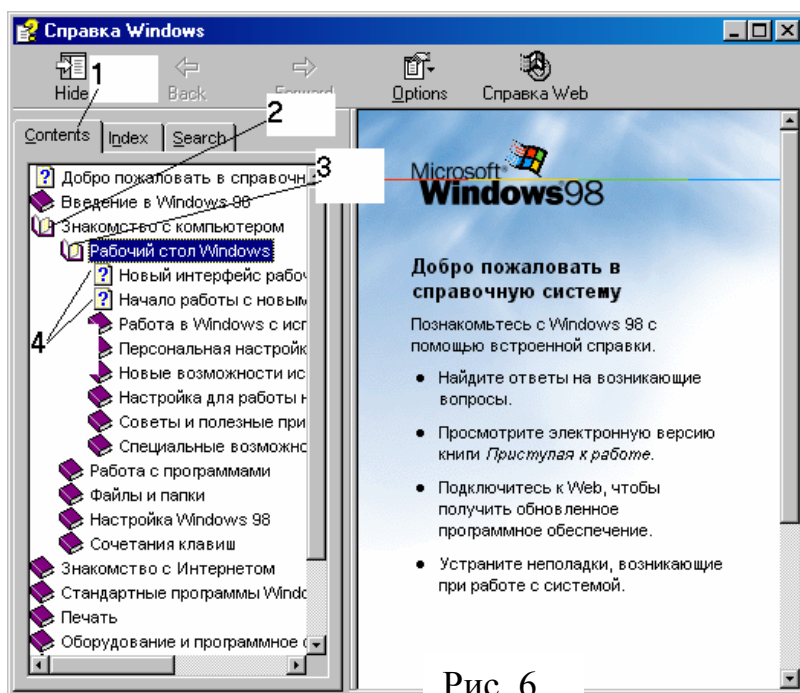 Справка Windows
1
Hide
Back
Forward
Options
Справка Web
2
Contents
Index
Search
3
Добро пожаловать в справочн
Введение в Windows 98
Знакомство с компьютером
Рабочий стол Windows
Новый интерфейс рабоч
Начало работы с новым
4
Работа в Windows с исп
Персональная настройк
Новые возможности ис
Настройка для работы н
Советы и полезные при
Специальные возможно
Работа с программами
Файлы и папки
Настройка Windows 98
Сочетания клавиш
Знакомство с Интернетом
Стандартные программы Windo
Печать
Оборудование и программное о
Microsoft®
Windows98
Добро пожаловать в
справочную систему
Познакомьтесь с Windows 98 с
помощью встроенной справки.
• Найдите ответы на возникающие
вопросы.
• Просмотрите электронную версию
книги Приступая к работе.
• Подключитесь к Web, чтобы
получить обновленное
программное обеспечение.
• Устраните неполадки, возникающие
при работе с системой.
Рис. 6